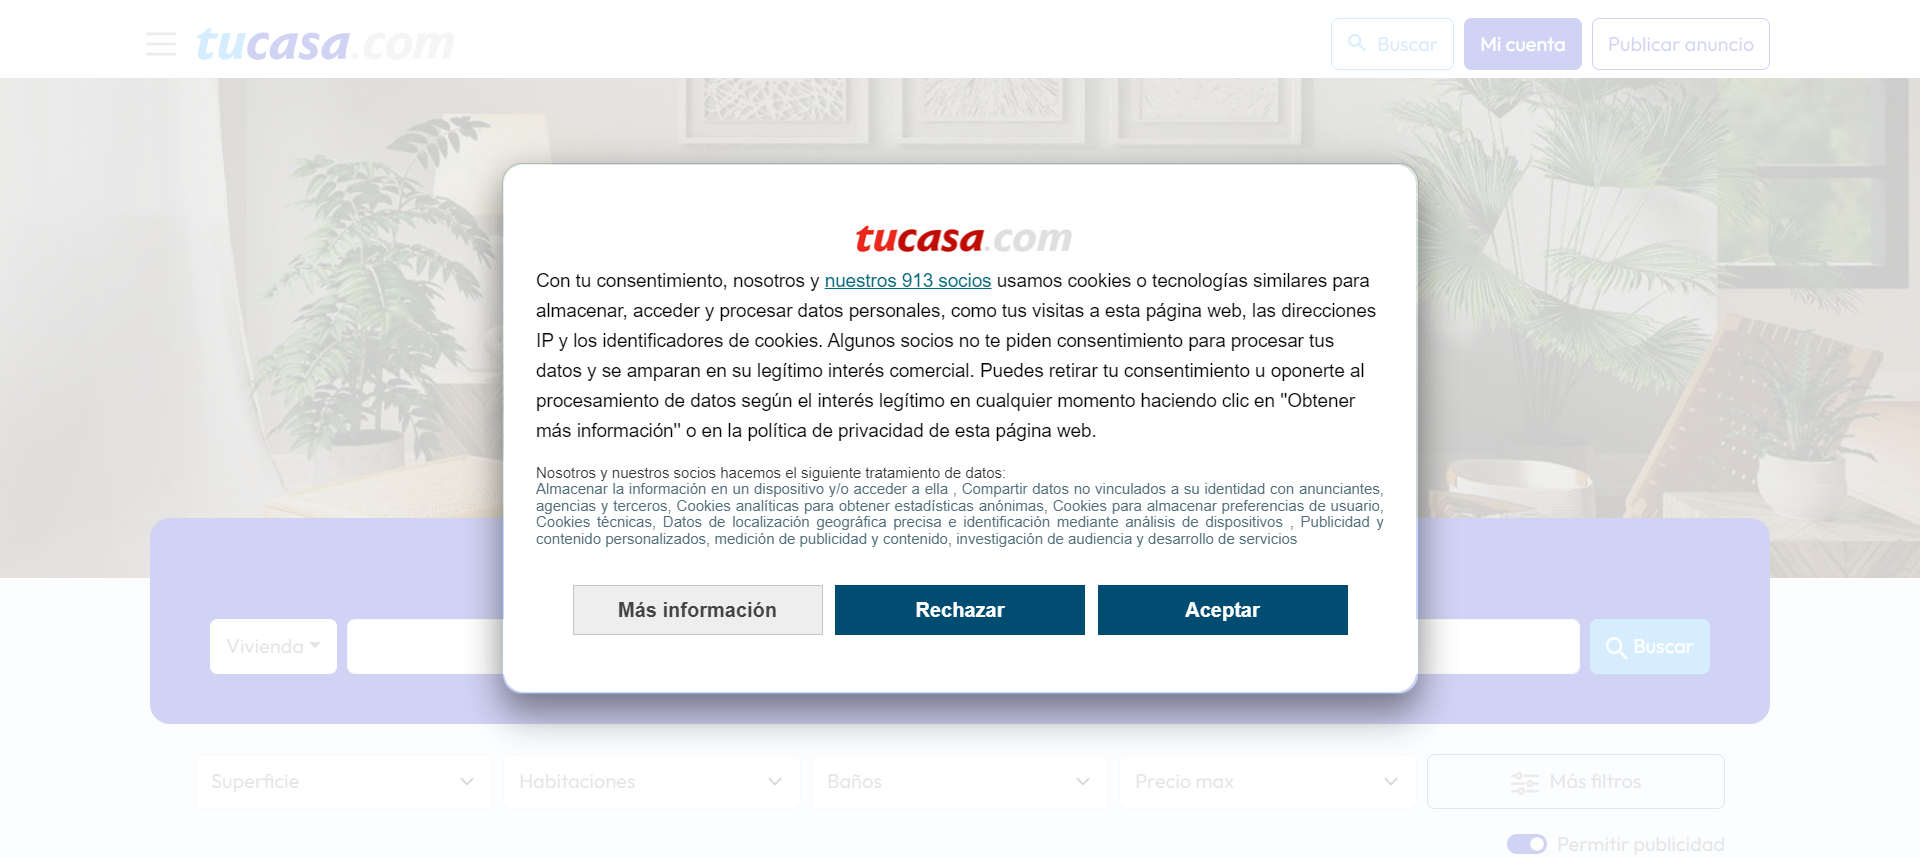 tucasa.com
Buscar
Mi cuenta
Publicar anuncio
tucasa.com
Con tu consentimiento, nosotros y nuestros 913 socios usamos cookies o tecnologías similares para
almacenar, acceder y procesar datos personales, como tus visitas a esta página web, las direcciones
IP y los identificadores de cookies. Algunos socios no te piden consentimiento para procesar tus
datos y se amparan en su legítimo interés comercial. Puedes retirar tu consentimiento u oponerte al
procesamiento de datos según el interés legítimo en cualquier momento haciendo clic en "Obtener
más información" o en la política de privacidad de esta página web.
Nosotros y nuestros socios hacemos el siguiente tratamiento de datos:
Almacenar la información en un dispositivo y/o acceder a ella , Compartir datos no vinculados a su identidad con anunciantes,
agencias y terceros, Cookies analíticas para obtener estadísticas anónimas, Cookies para almacenar preferencias de usuario,
Cookies técnicas, Datos de localización geográfica precisa e identificación mediante análisis de dispositivos , Publicidad y
contenido personalizados, medición de publicidad y contenido, investigación de audiencia y desarrollo de servicios
Más información
Rechazar
Aceptar
Vivienda
Buscar
Superficie
Habitaciones
Baños
Precio max
Más filtros
Permitir publicidad